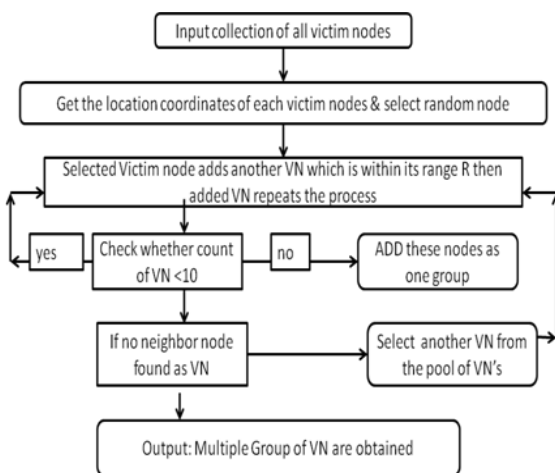 Input collection of all victim nodes
Get the location coordinates of each victim nodes & select random node
Selected Victim node adds another VN which is within its range R then
added VN repeats the process
yes
Check whether count
of VN <10
no
ADD these nodes as
one group
If no neighbor node
found as VN
Select another VN from
the pool of VN's
Output: Multiple Group of VN are obtained